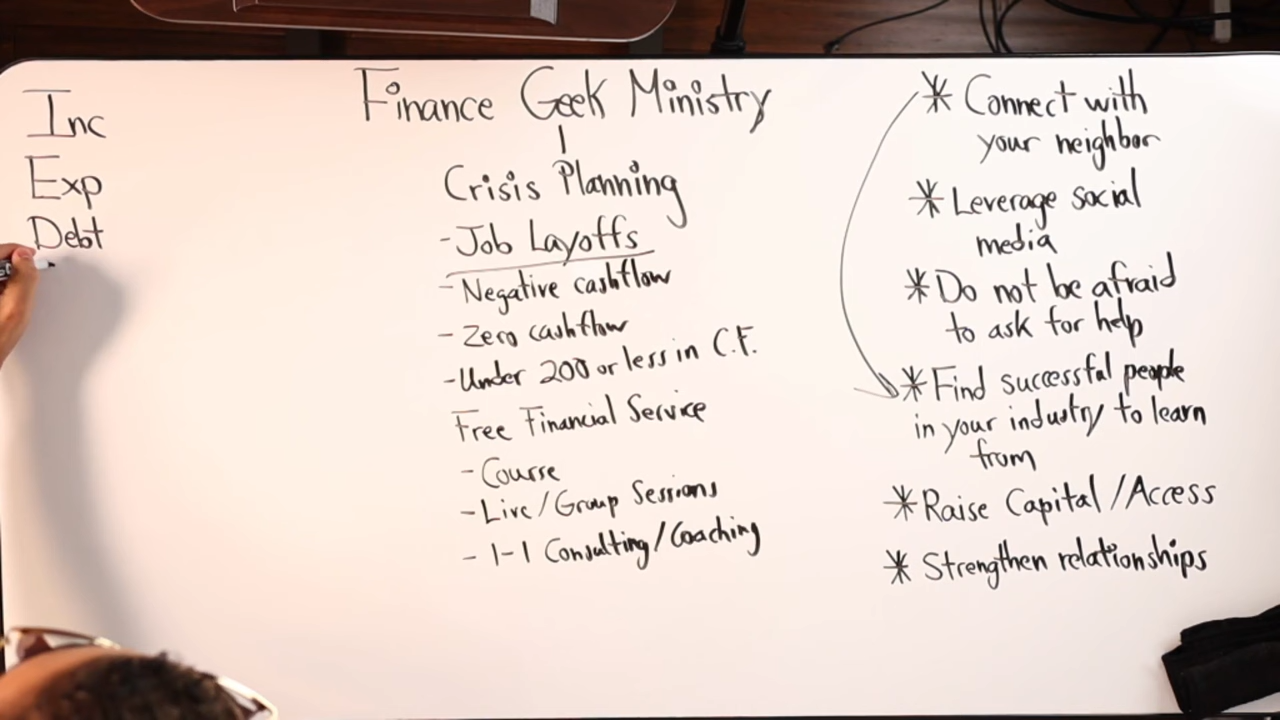 Inc
Exp
Debt
Finance Geek Ministry
Crisis Planning
- Job Layoffs
- Negative cashflow
- Zero cashflow
- Under 200 or less in C.F.
Free Financial Service
- Course
- Live/Group Sessions
- 1-1 Consulting/Coaching
* Connect with
your neighbor
* Leverage social
media
* Do not be afraid
to ask for help
* Find successful people
in your industry to learn
from
* Raise Capital/Access
* Strengthen relationships